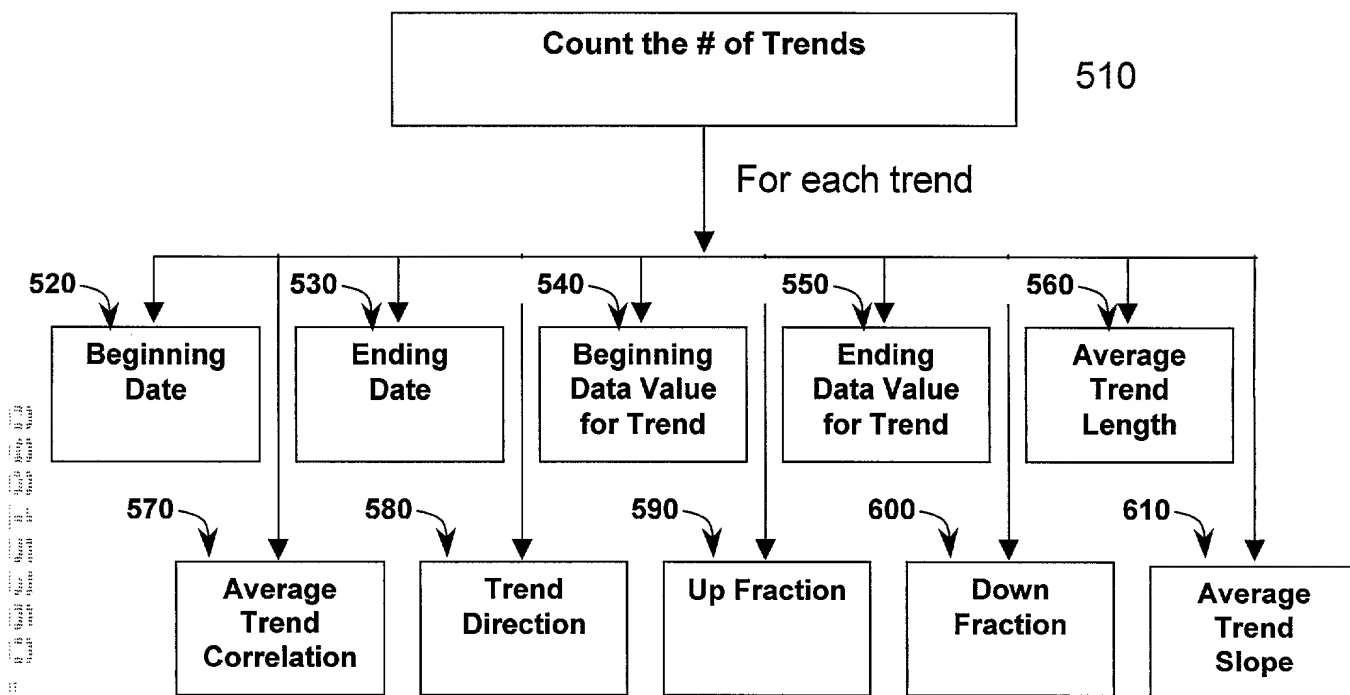 Count the # of Trends
510
For each trend
520
530
540
550
560
Beginning
Date
Ending
Date
Beginning
Data Value
for Trend
Ending
Data Value
for Trend
Average
Trend
Length
570
580
590
600
610
Average
Trend
Correlation
Trend
Direction
Up Fraction
Down
Fraction
Average
Trend
Slope